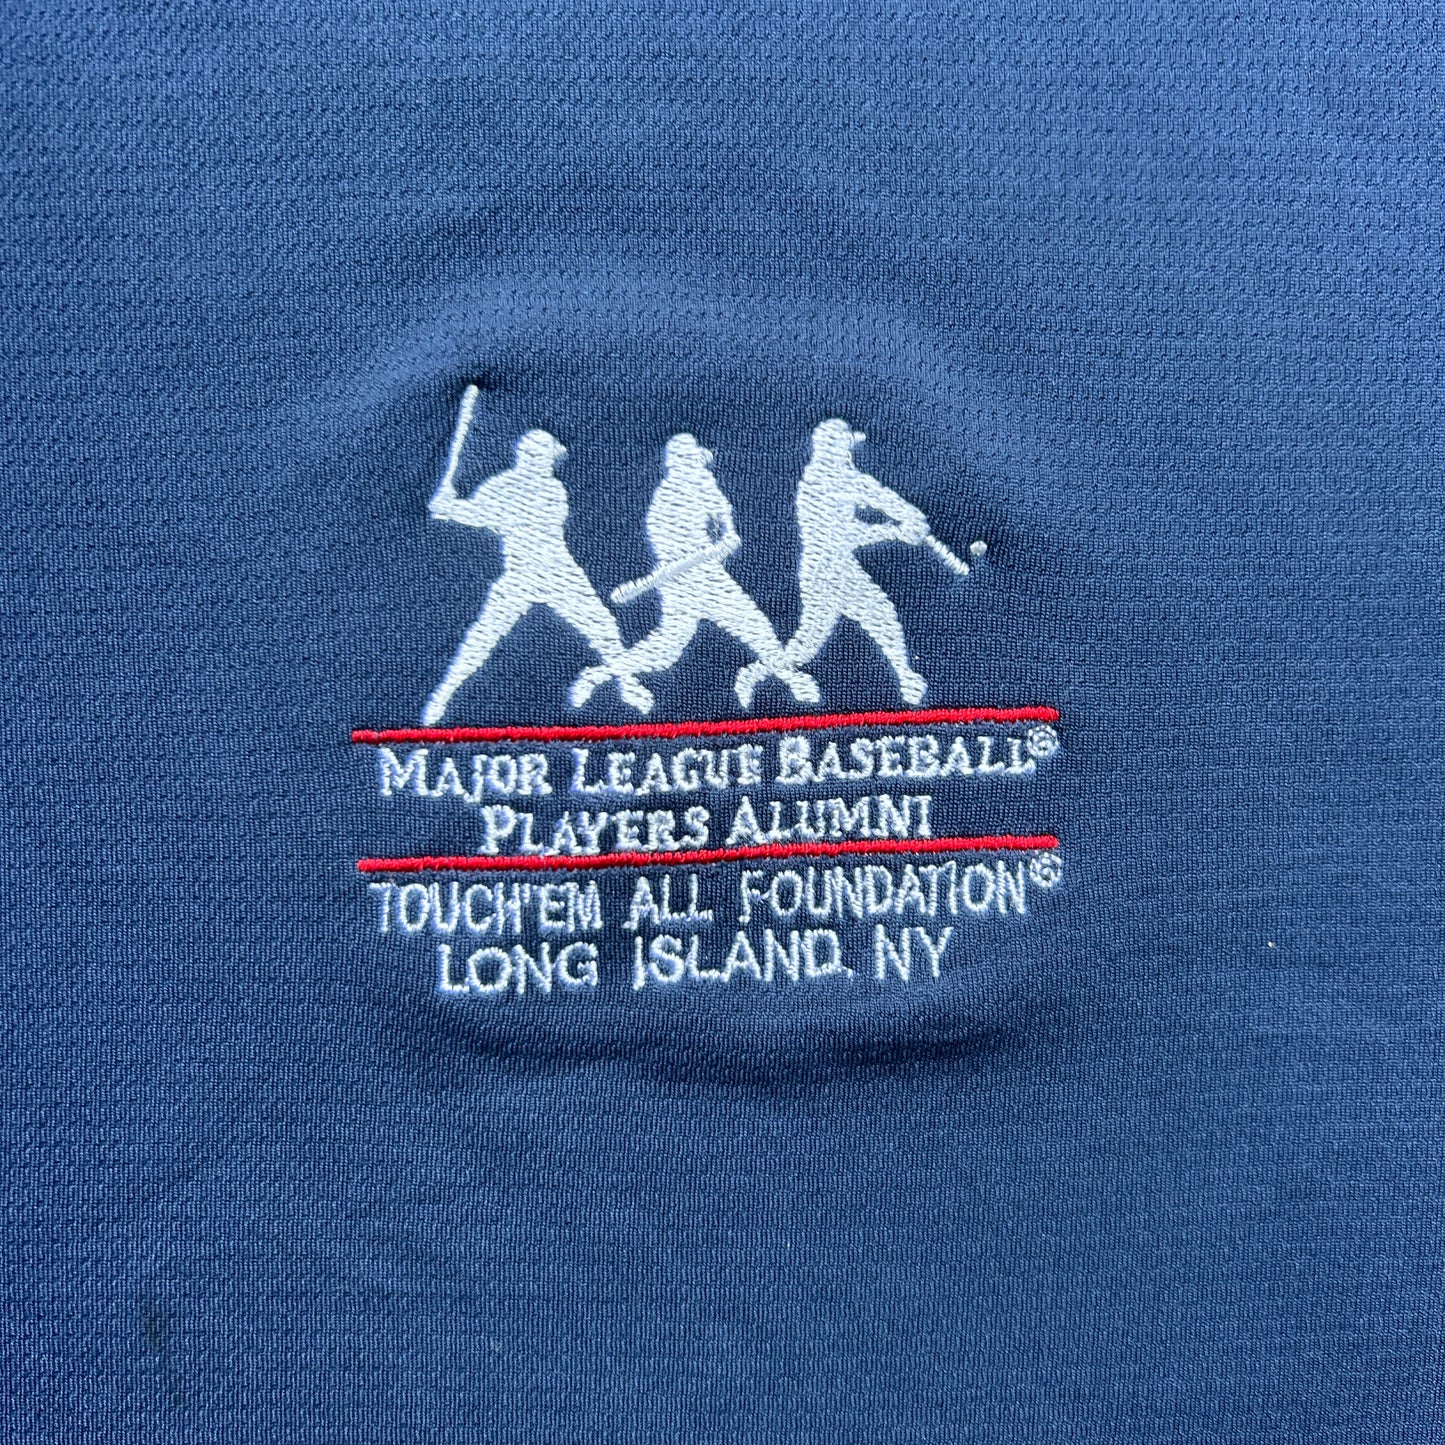 MAJOR LEAGUE BASEBALL®
PLAYERS ALUMNI
TOUCH'EM ALL FOUNDATION®
LONG ISLAND, NY